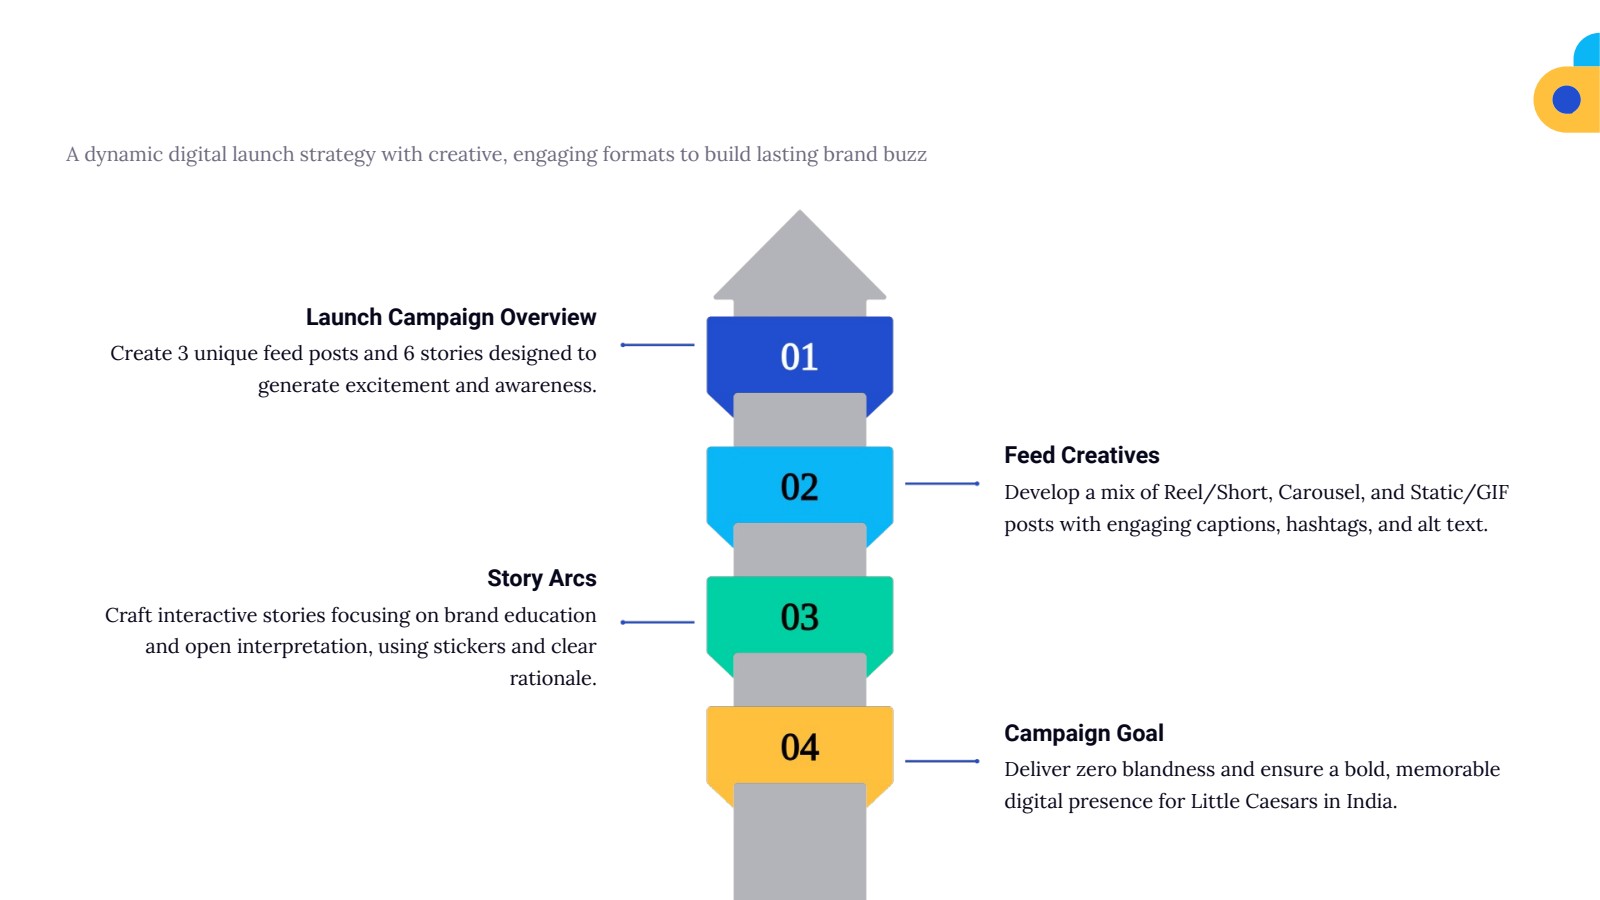 A dynamic digital launch strategy with creative, engaging formats to build lasting brand buzz
Launch Campaign Overview
Create 3 unique feed posts and 6 stories designed to
generate excitement and awareness.
01
02
Feed Creatives
Develop a mix of Reel/Short, Carousel, and Static/GIF
posts with engaging captions, hashtags, and alt text.
Story Arcs
Craft interactive stories focusing on brand education
and open interpretation, using stickers and clear
rationale.
03
04
Campaign Goal
Deliver zero blandness and ensure a bold, memorable
digital presence for Little Caesars in India.